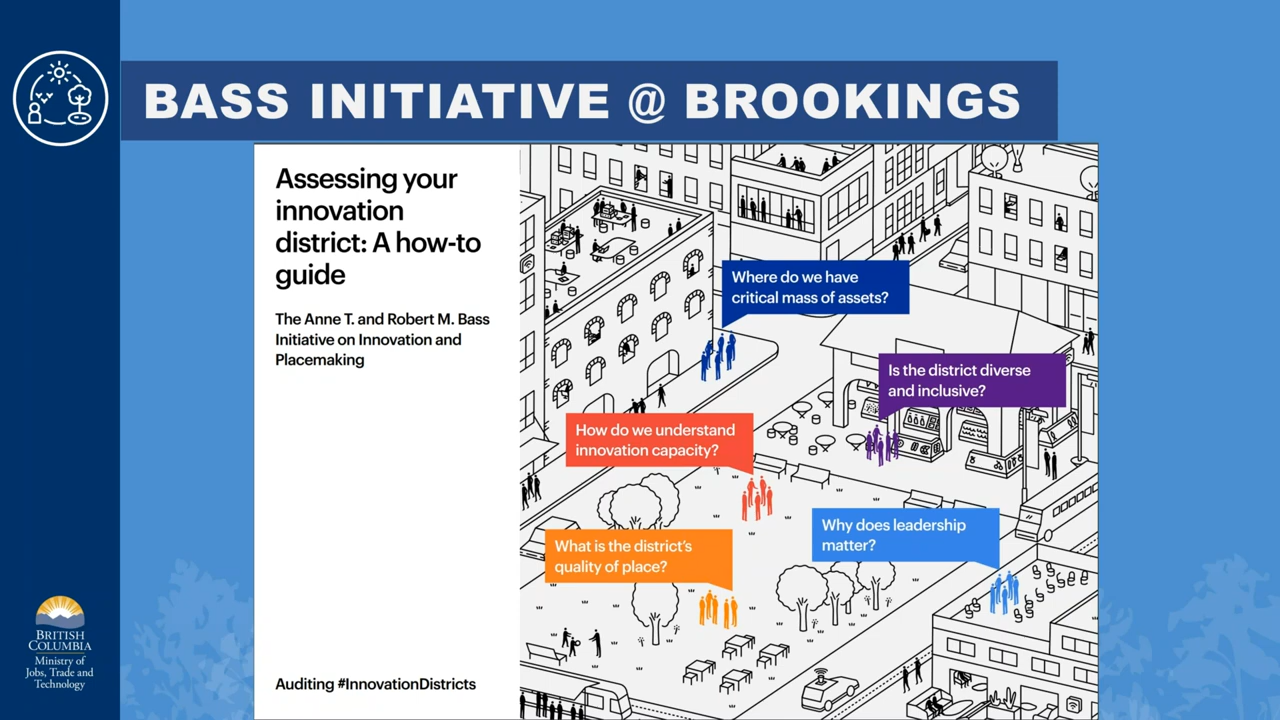 BASS INITIATIVE @ BROOKINGS
Assessing your
innovation
district: A how-to
guide
The Anne T. and Robert M. Bass
Initiative on Innovation and
Placemaking
Auditing #InnovationDistricts
Where do we have
critical mass of assets?
Is the district diverse
and inclusive?
How do we understand
innovation capacity?
Why does leadership
matter?
What is the district's
quality of place?
BRITISH
COLUMBIA
Ministry of
Jobs, Trade and
Technology